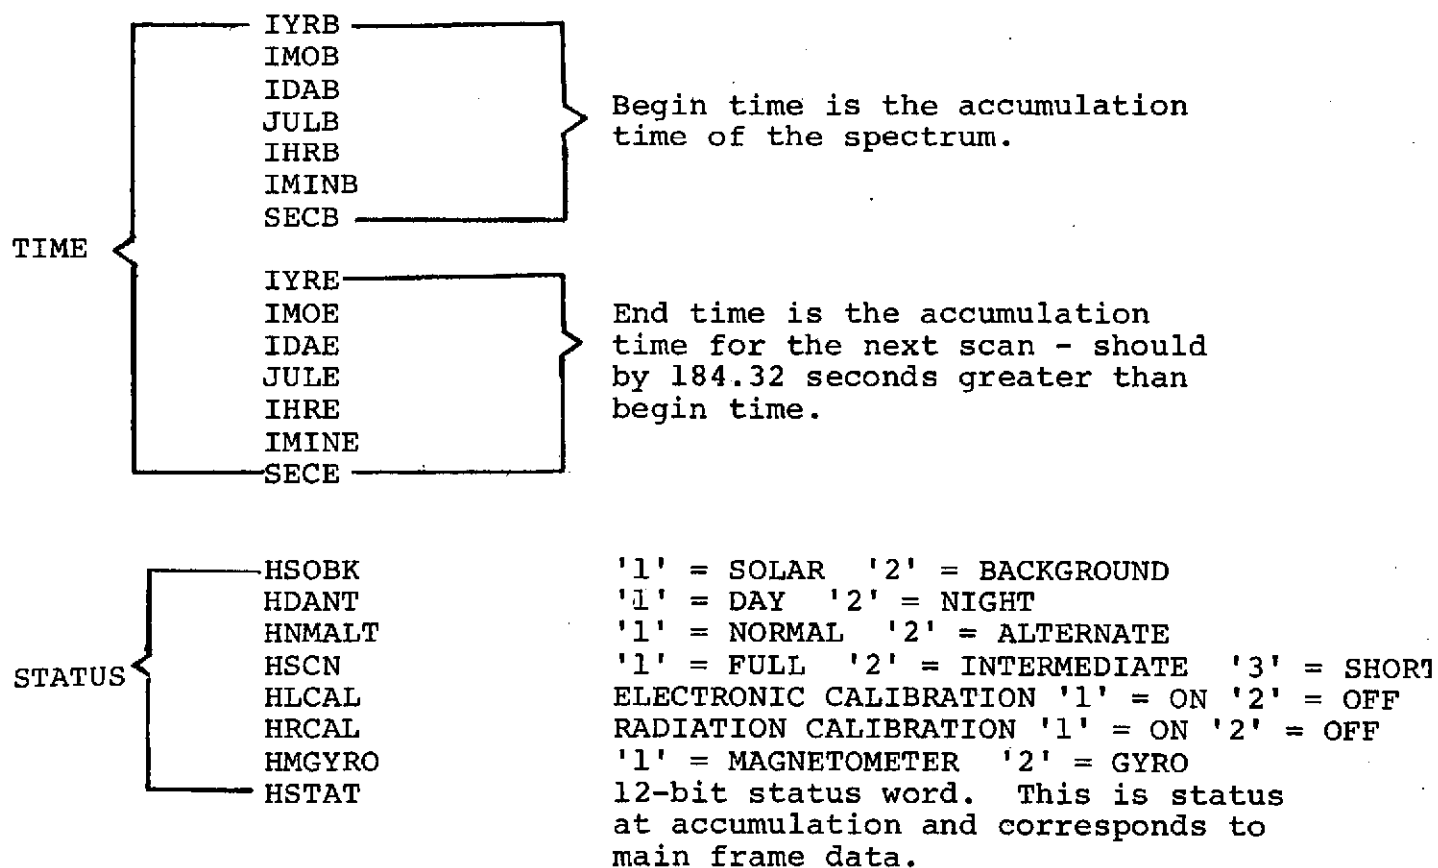 IYRB
IMOB
IDAB
JULB
IHRB
IMINB
SECB
Begin time is the accumulation
time of the spectrum.
TIME
IYRE
IMOE
IDAE
JULE
IHRE
IMINE
SECE
End time is the accumulation
time for the next scan - should
by 184.32 seconds greater than
begin time.
STATUS
HSOBK '1' = SOLAR '2' = BACKGROUND
HDANT '1' = DAY '2' = NIGHT
HNMALT '1' = NORMAL '2' = ALTERNATE
HSCN '1' = FULL '2' = INTERMEDIATE '3' = SHORT
HLCAL ELECTRONIC CALIBRATION '1' = ON '2' = OFF
HRCAL RADIATION CALIBRATION '1' = ON '2' = OFF
HMGYRO '1' = MAGNETOMETER '2' = GYRO
HSTAT 12-bit status word. This is status
at accumulation and corresponds to
main frame data.